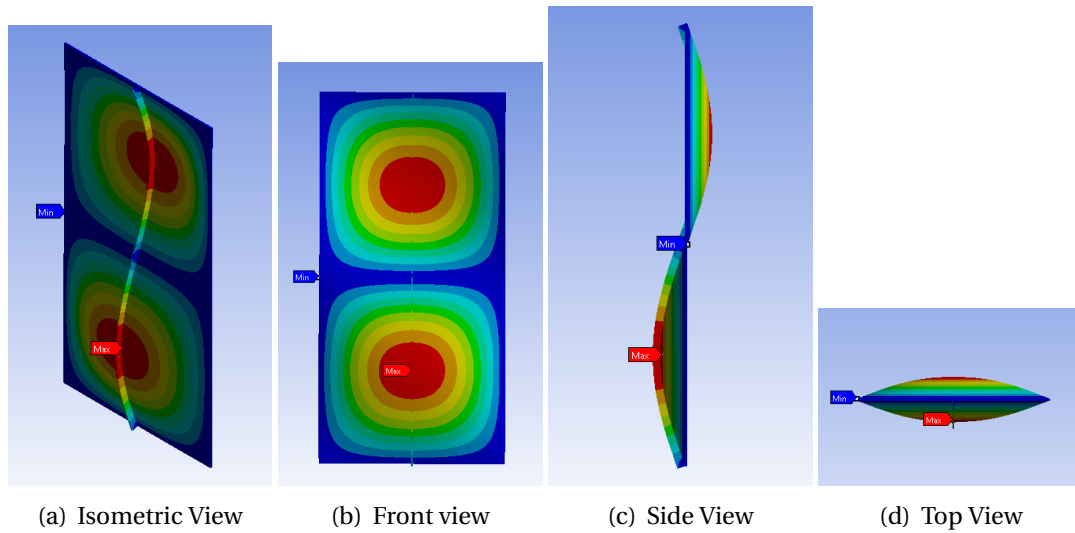 Min
Max
Min
Max
Min
Max
Min
Max
(a) Isometric View
(b) Front view
(c) Side View
(d) Top View